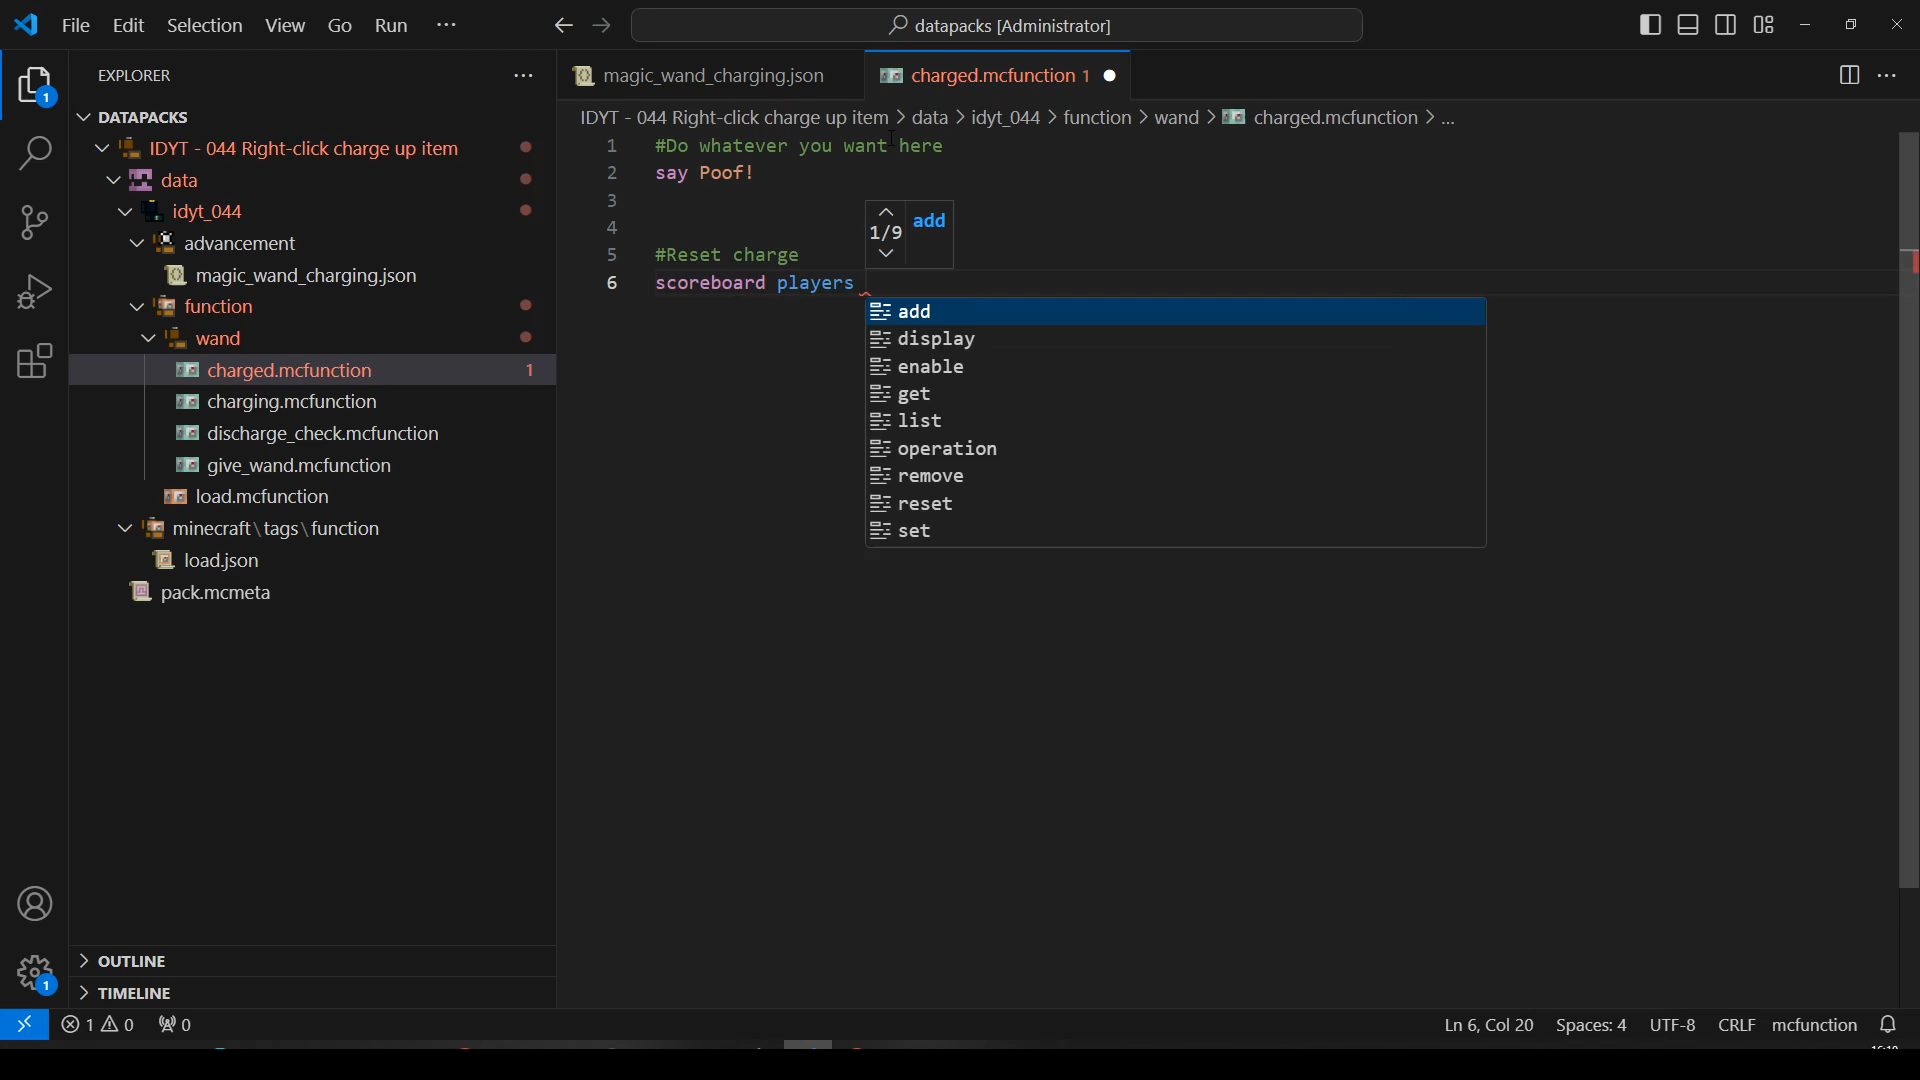 File Edit Selection View Go Run ··· datapacks [Administrator]
EXPLORER ···
DATAPACKS
IDYT - 044 Right-click charge up item
data
idyt_044
advancement
magic_wand_charging.json
function
wand
charged.mcfunction 1
charging.mcfunction
discharge_check.mcfunction
give_wand.mcfunction
load.mcfunction
minecraft\tags\function
load.json
pack.mcmeta
OUTLINE
TIMELINE
1
1
magic_wand_charging.json charged.mcfunction 1
IDYT - 044 Right-click charge up item > data > idyt_044 > function > wand > charged.mcfunction > ...
1 #Do whatever you want here
2 say Poof!
3
4
5 #Reset charge
6 scoreboard players
1/9 add
add
display
enable
get
list
operation
remove
reset
set
1 0 0 Ln 6, Col 20 Spaces: 4 UTF-8 CRLF mcfunction